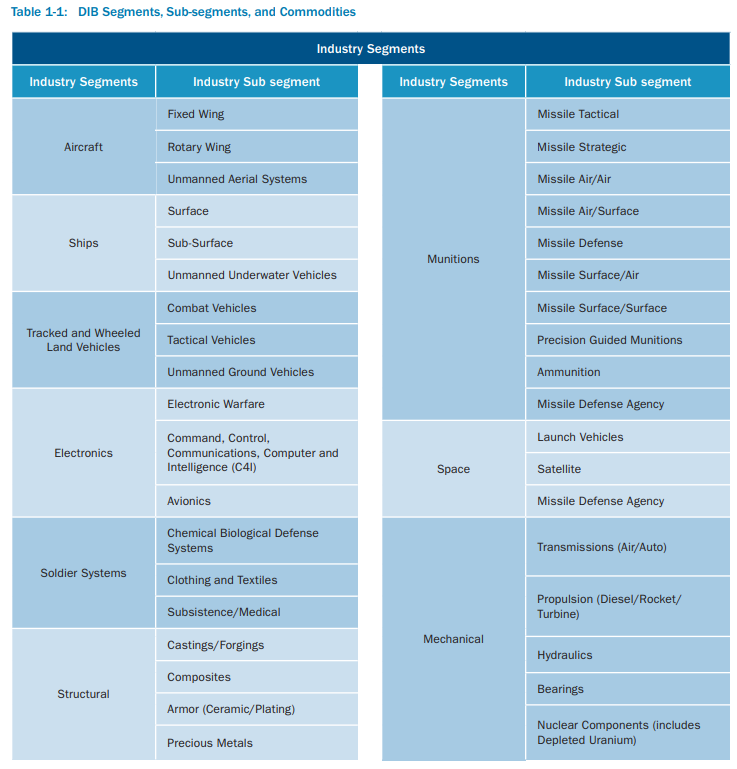 Table 1-1: DIB Segments, Sub-segments, and Commodities
Industry Segments
Industry Segments
Industry Sub segment
Aircraft
Fixed Wing
Rotary Wing
Unmanned Aerial Systems
Ships
Surface
Sub-Surface
Unmanned Underwater Vehicles
Tracked and Wheeled
Land Vehicles
Combat Vehicles
Tactical Vehicles
Unmanned Ground Vehicles
Electronics
Electronic Warfare
Command, Control,
Communications, Computer and
Intelligence (C4I)
Avionics
Soldier Systems
Chemical Biological Defense
Systems
Clothing and Textiles
Subsistence/Medical
Structural
Castings/Forgings
Composites
Armor (Ceramic/Plating)
Precious Metals
Industry Segments
Industry Sub segment
Munitions
Missile Tactical
Missile Strategic
Missile Air/Air
Missile Air/Surface
Missile Defense
Missile Surface/Air
Missile Surface/Surface
Precision Guided Munitions
Ammunition
Missile Defense Agency
Space
Launch Vehicles
Satellite
Missile Defense Agency
Mechanical
Transmissions (Air/Auto)
Propulsion (Diesel/Rocket/
Turbine)
Hydraulics
Bearings
Nuclear Components (includes
Depleted Uranium)